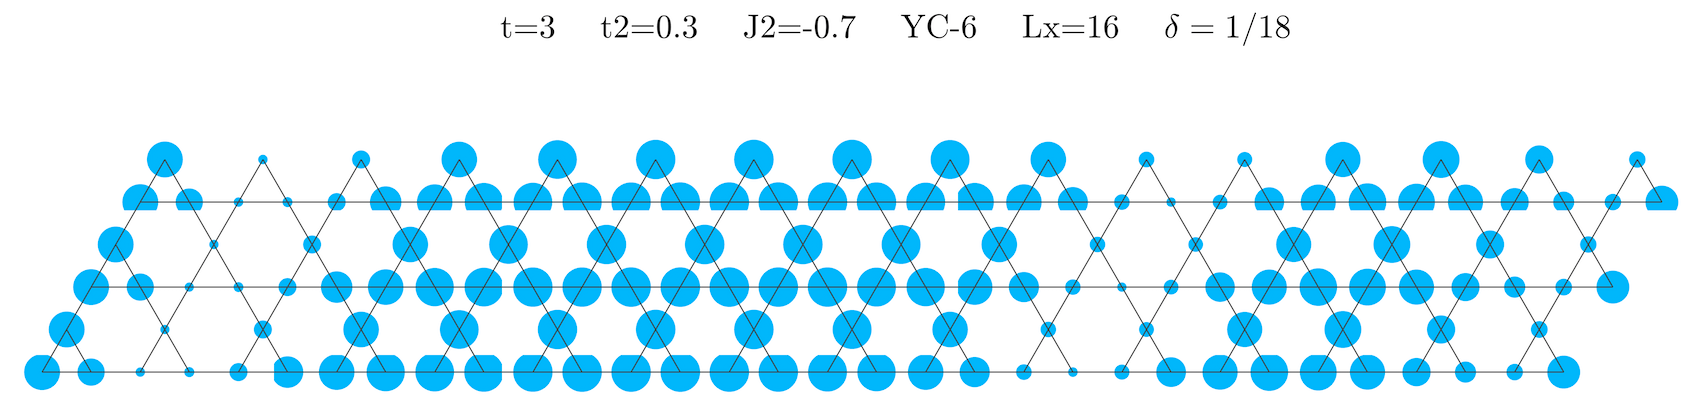 t=3 t2=0.3 J2=-0.7 YC-6 Lx=16 δ = 1/18